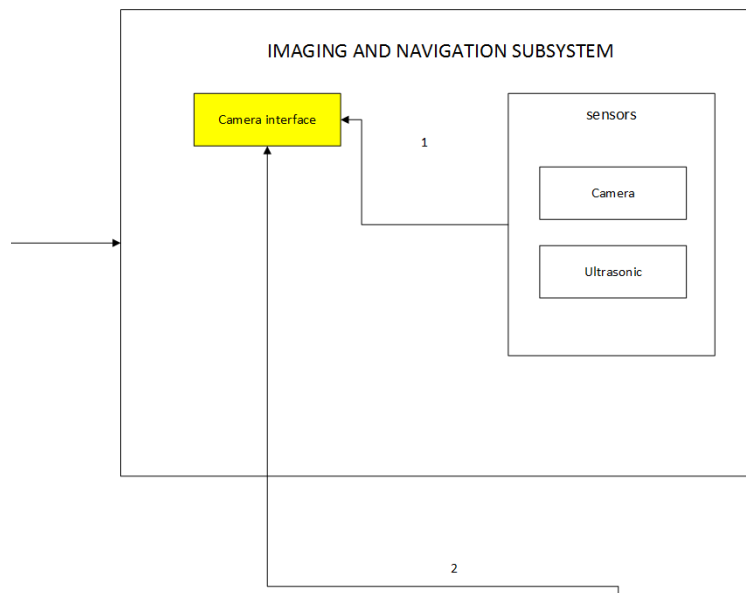 IMAGING AND NAVIGATION SUBSYSTEM
Camera interface
sensors
1
Camera
Ultrasonic
2